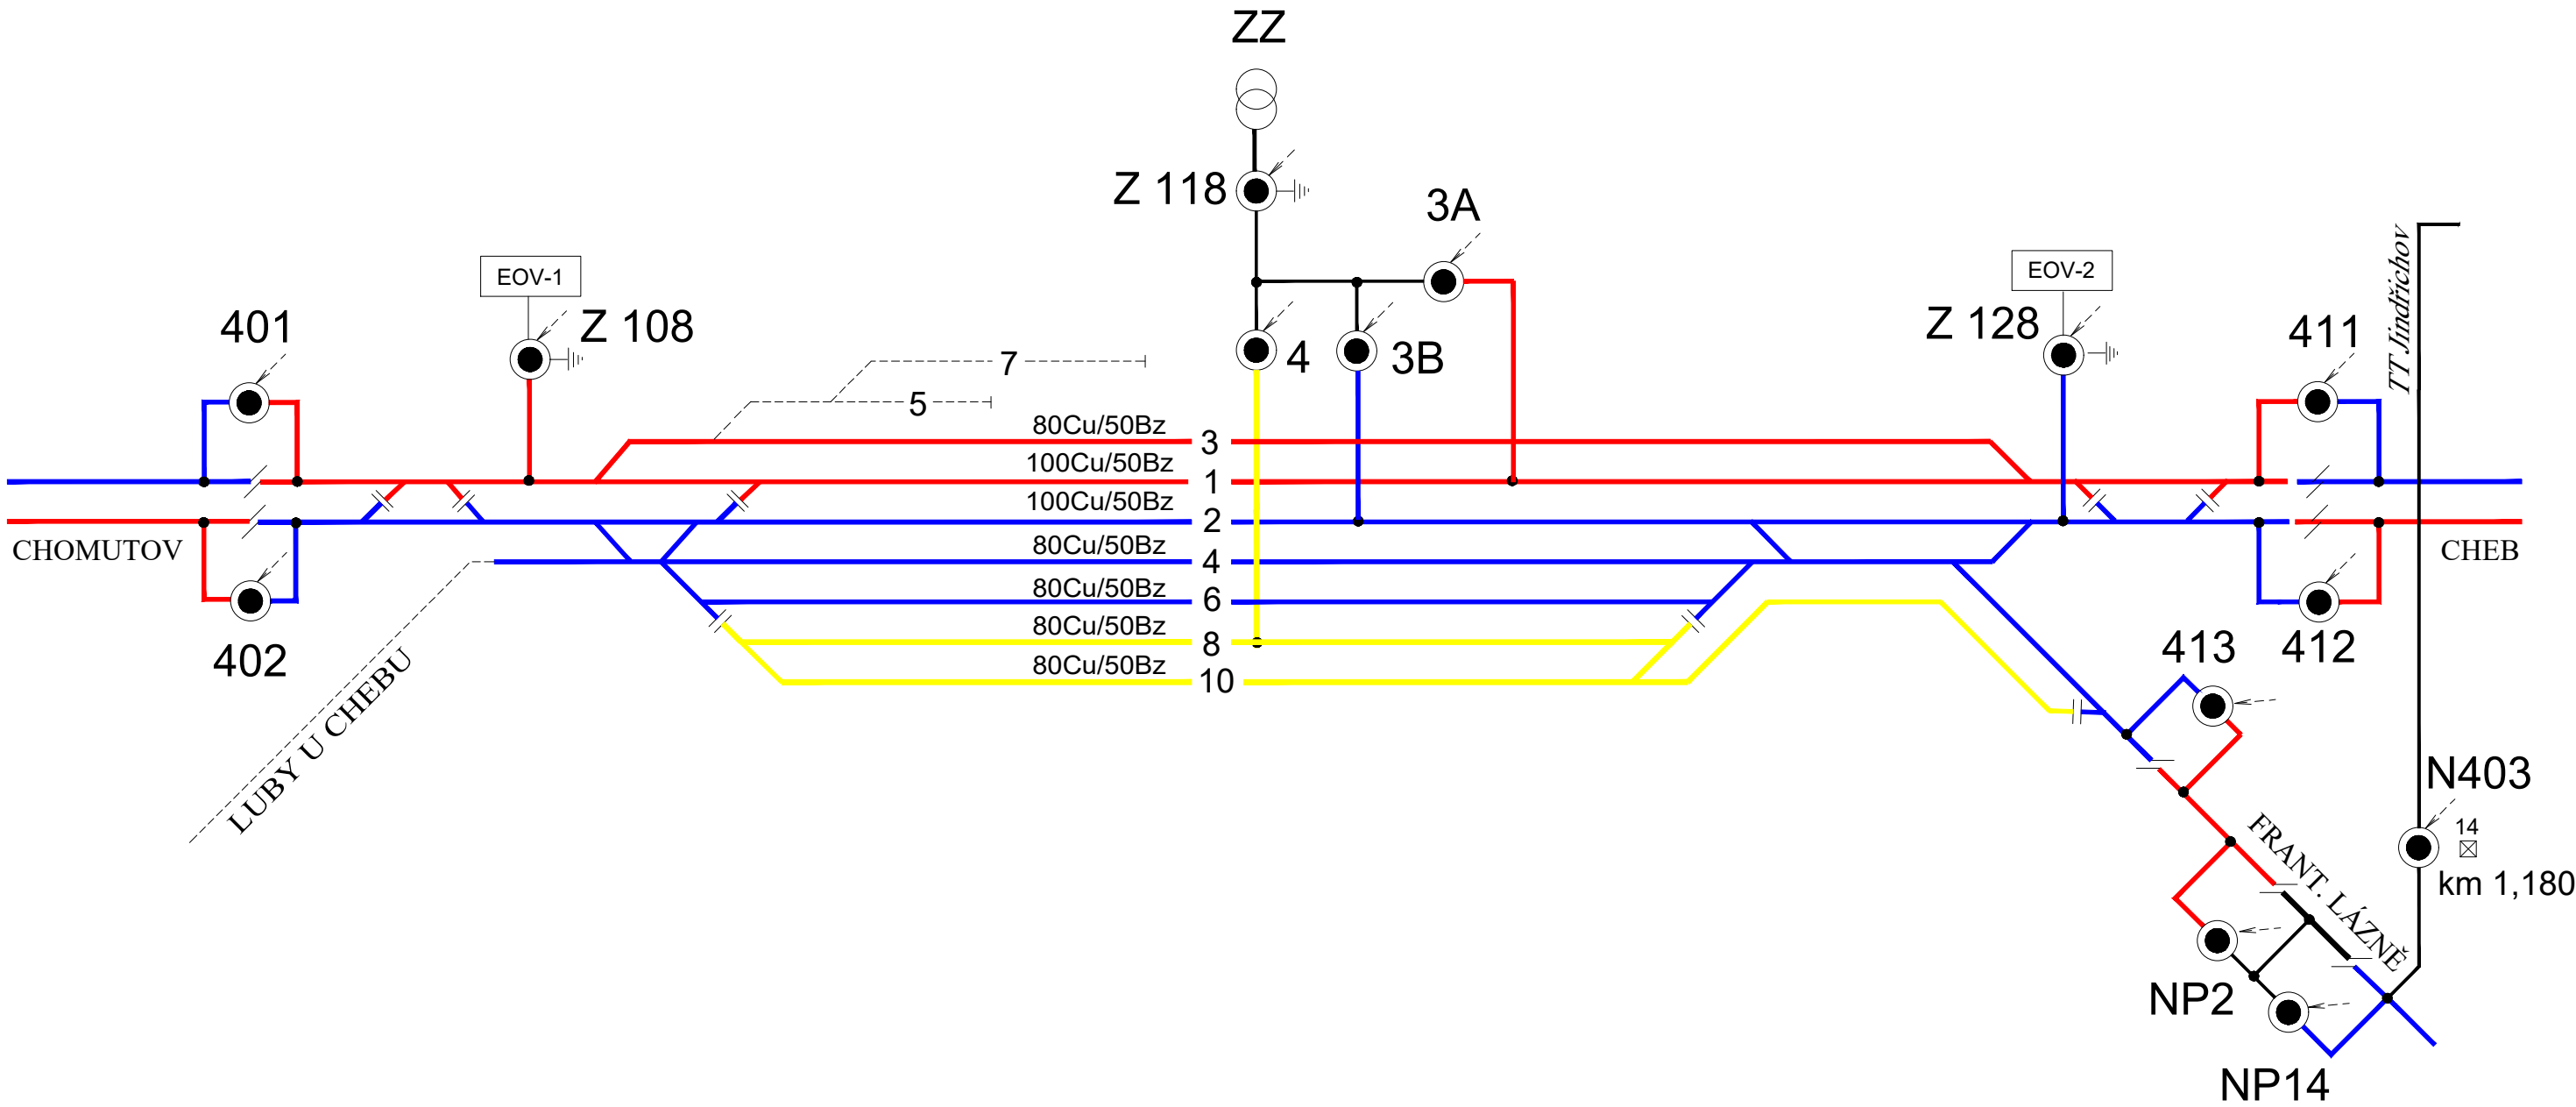 ZZ
Z 118
3A
TT Jindřichov
EOV-1
EOV-2
401
Z 108
Z 128
411
4
3B
7
5
80Cu/50Bz
3
100Cu/50Bz
1
100Cu/50Bz
2
CHOMUTOV
CHEB
80Cu/50Bz
4
80Cu/50Bz
6
80Cu/50Bz
8
80Cu/50Bz
10
402
413
412
LUBY U CHEBU
N403
14
km 1,180
FRANT. LÁZNĚ
NP2
NP14